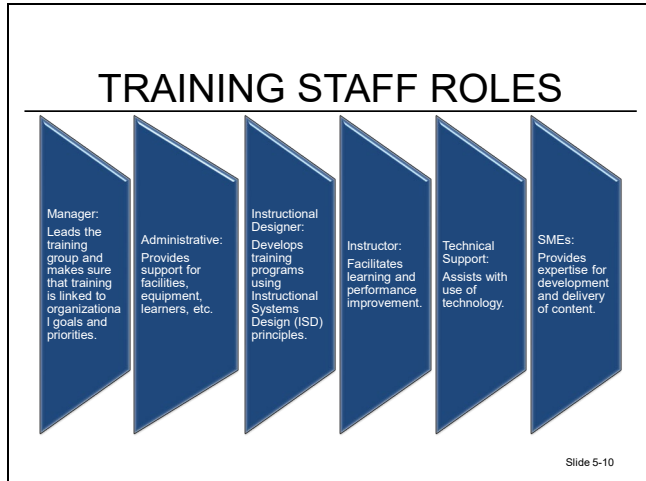 TRAINING STAFF ROLES
Manager:
Leads the
training
group and
makes sure
that training
is linked to
organizationa
l goals and
priorities.
Administrative:
Provides
support for
facilities,
equipment,
learners, etc.
Instructional
Designer:
Develops
training
programs
using
Instructional
Systems
Design (ISD)
principles.
Instructor:
Facilitates
learning and
performance
improvement.
Technical
Support:
Assists with
use of
technology.
SMEs:
Provides
expertise for
development
and delivery
of content.
Slide 5-10